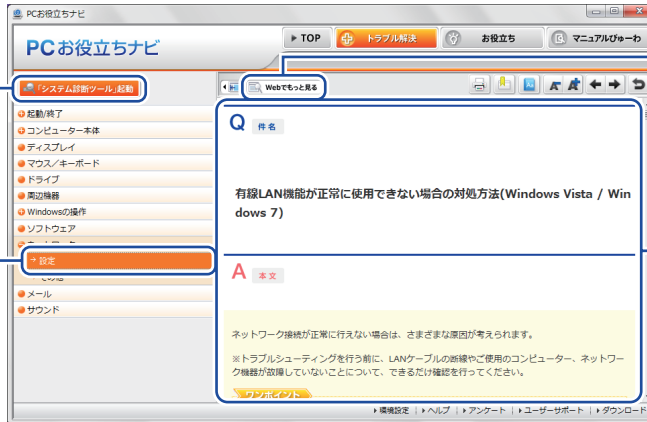 PCお役立ちナビ
PCお役立ちナビ
TOP
トラブル解決
お役立ち
マニュアルびゅーわ
「システム診断ツール」起動
Webでもっと見る
起動/終了
コンピューター本体
ディスプレイ
マウス/キーボード
ドライブ
周辺機器
Windowsの操作
ソフトウェア
→ 設定
メール
サウンド
Q 件名
有線LAN機能が正常に使用できない場合の対処方法(Windows Vista / Win
dows 7)
A 本文
ネットワーク接続が正常に行えない場合は、さまざまな原因が考えられます。
※トラブルシューティングを行う前に、LANケーブルの断線やご使用のコンピューター、ネットワー
ク機器が故障していないことについて、できるだけ確認を行ってください。
ワンポイント
環境設定 | ヘルプ | アンケート | ユーザーサポート | ダウンロード